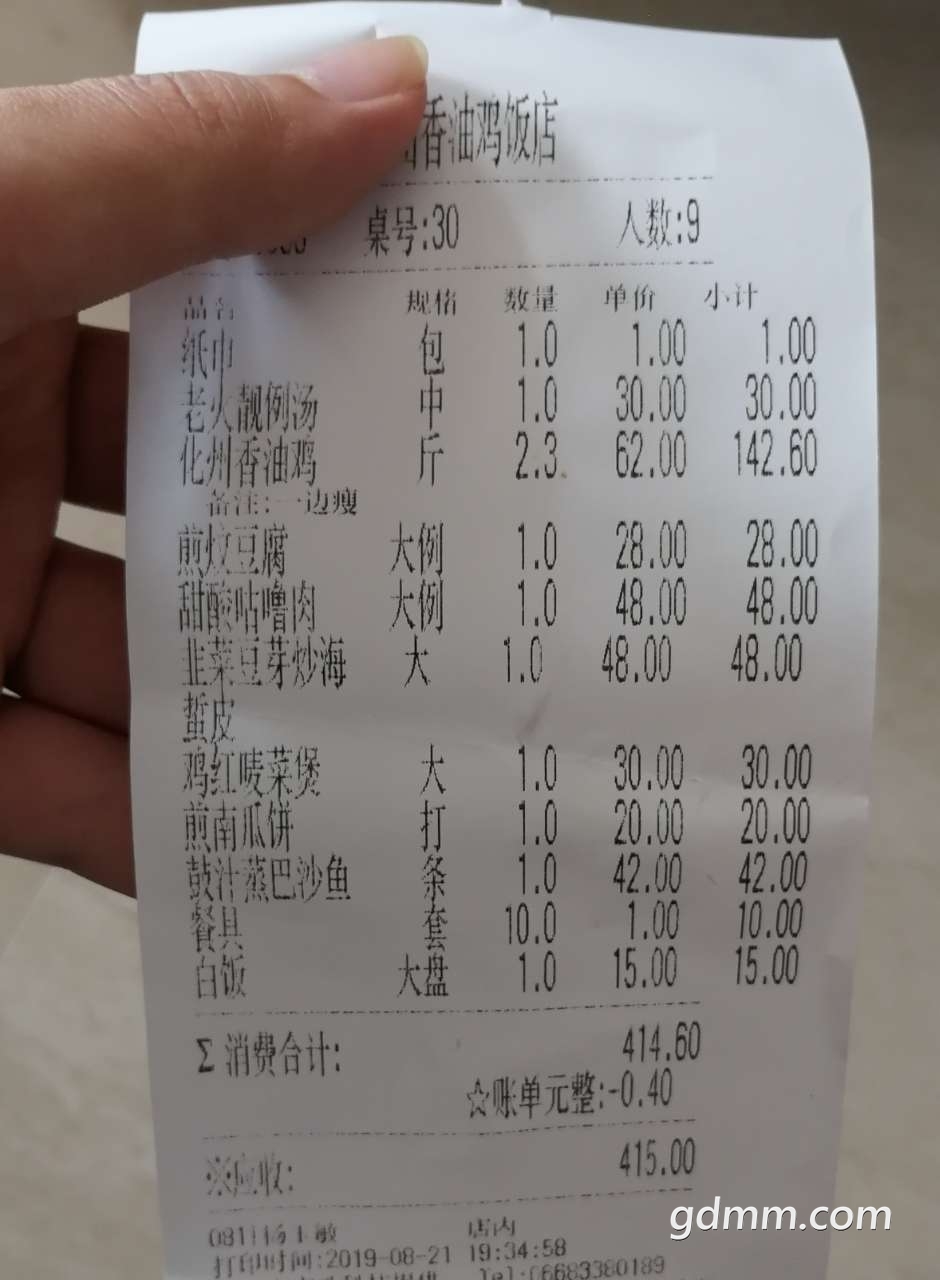 香油鸡饭店
桌号:30 人数:9
品名 规格 数量 单价 小计
纸巾 包 1.0 1.00 1.00
老火靓例汤 中 1.0 30.00 30.00
化州香油鸡 斤 2.3 62.00 142.60
备注:一边瘦
煎炆豆腐 大例 1.0 28.00 28.00
甜酸咕噜肉 大例 1.0 48.00 48.00
韭菜豆芽炒海 大 1.0 48.00 48.00
蜇皮
鸡红唛菜煲 大 1.0 30.00 30.00
煎南瓜饼 打 1.0 20.00 20.00
鼓汁蒸巴沙鱼 条 1.0 42.00 42.00
餐具 套 10.0 1.00 10.00
白饭 大盘 1.0 15.00 15.00
Σ 消费合计: 414.60
☆账单元整:-0.40
※应收: 415.00
店内
打印时间:2019-08-21 19:34:58
Tel:06683380189
gdmm.com